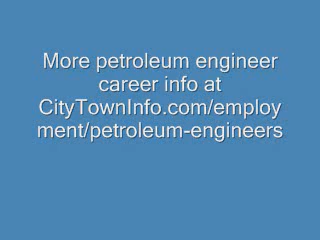 More petroleum engineer
career info at
CityTownInfo.com/employ
ment/petroleum-engineers